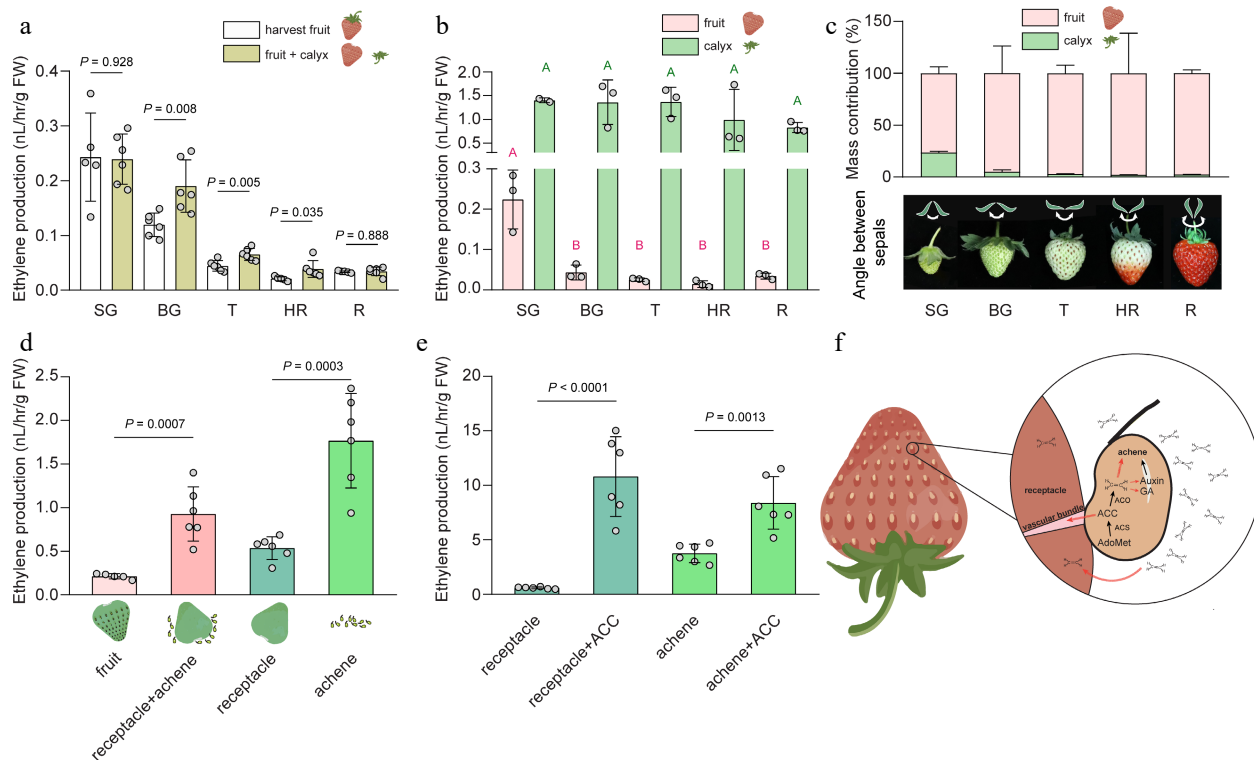 a
harvest fruit
fruit + calyx
Ethylene production (nL/hr/g FW)
0.4
0.3
0.2
0.1
0.0
P = 0.928
P = 0.008
P = 0.005
P = 0.035
P = 0.888
SG
BG
T
HR
R
b
fruit
calyx
Ethylene production (nL/hr/g FW)
2.0
1.5
1.0
0.5
0.3
0.2
0.1
0.0
A
A
A
A
A
A
B
B
B
B
SG
BG
T
HR
R
c
fruit
calyx
Mass contribution (%)
150
100
50
0
Angle between
sepals
SG
BG
T
HR
R
d
Ethylene production (nL/hr/g FW)
2.5
2.0
1.5
1.0
0.5
0.0
P = 0.0007
P = 0.0003
fruit
receptacle+achene
receptacle
achene
e
Ethylene production (nL/hr/g FW)
20
15
10
5
0
P < 0.0001
P = 0.0013
receptacle
receptacle+ACC
achene
achene+ACC
f
achene
Auxin
GA
ACO
ACC
ACS
AdoMet
receptacle
vascular bundle